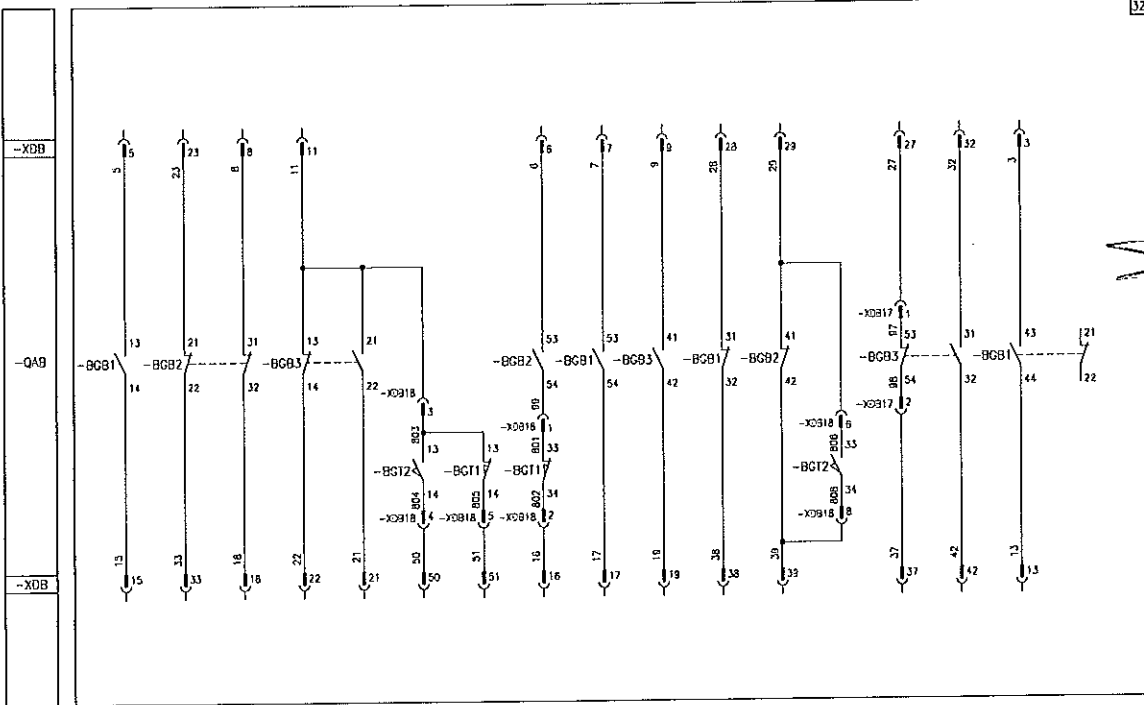 32
-XDB
5 23 8 11 6 7 9 28 29 27 32 3
5 23 8 11 6 7 9 28 29 27 32 3
-XDB17 1
97
13 21 31 13 21 53 53 41 31 41 53 31 43 21
-QAB
-BGB1 -BGB2 -BGB3 -BGB2 -BGB1 -BGB3 -BGB1 -BGB2 -BGB3 -BGB1
14 22 32 14 22 54 54 42 32 42 54 32 44 22
98
-XDB18 3
99
-XDB17 2
-XDB18 1
-XDB18 6
803 801 806
13 13 33 33
-BGT2 -BGT1 -BGT1 -BGT2
14 14 34 34
804 805 802 808
-XDB18 4 -XDB18 5 -XDB18 2 -XDB18 8
15 33 18 22 21 50 51 16 17 19 38 39 37 42 13
-XDB
15 33 18 22 21 50 51 16 17 19 38 39 37 42 13